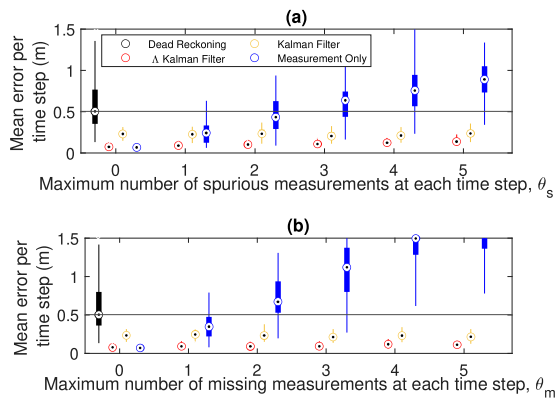 (a)
Mean error per
time step (m)
1.5
1
0.5
0
Dead Reckoning
Λ Kalman Filter
Kalman Filter
Measurement Only
0 1 2 3 4 5
Maximum number of spurious measurements at each time step, θs
(b)
Mean error per
time step (m)
1.5
1
0.5
0
0 1 2 3 4 5
Maximum number of missing measurements at each time step, θm